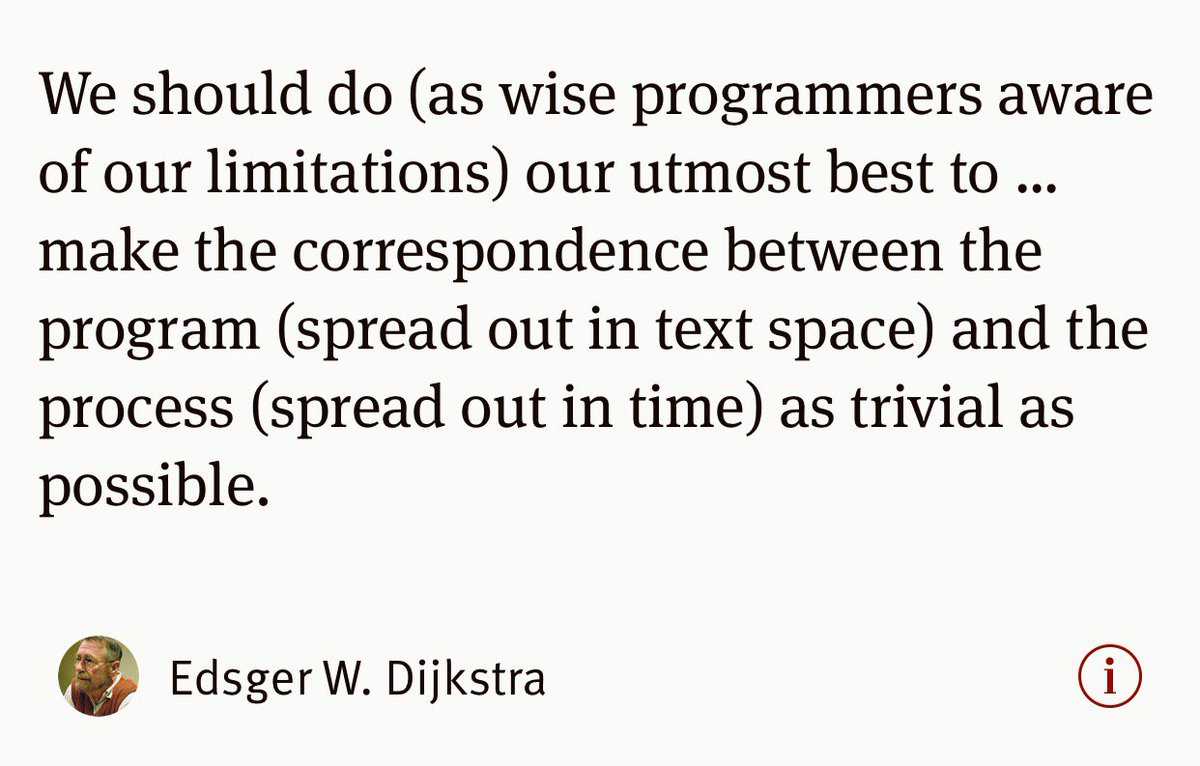 We should do (as wise programmers aware
of our limitations) our utmost best to ...
make the correspondence between the
program (spread out in text space) and the
process (spread out in time) as trivial as
possible.
Edsger W. Dijkstra
i